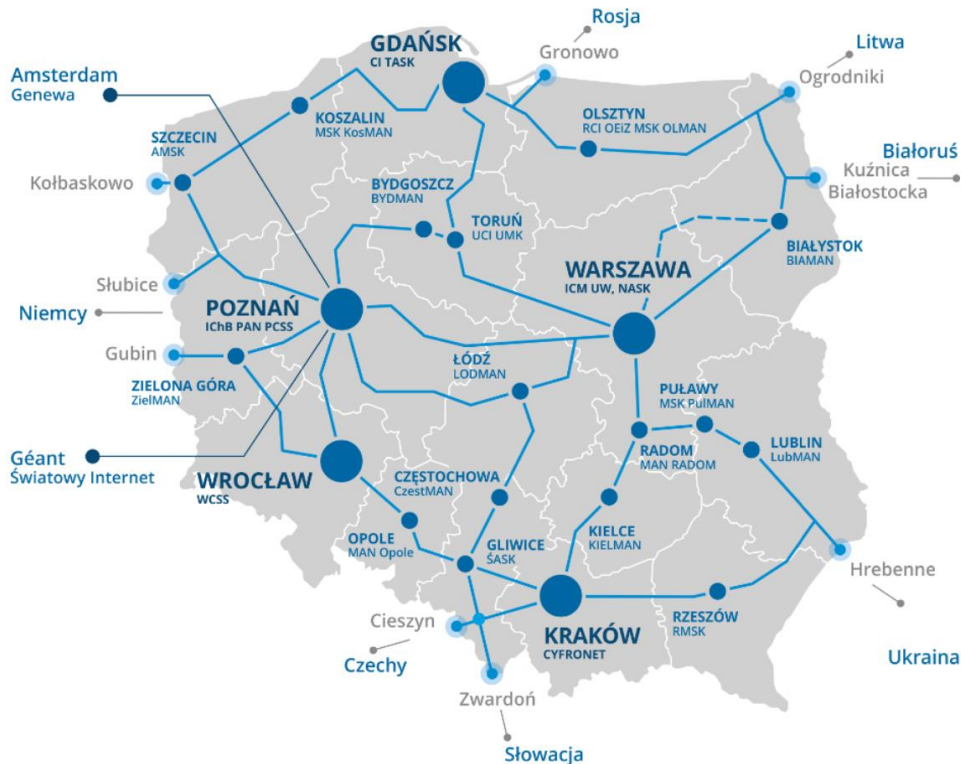 Rosja
GDAŃSK
CI TASK
Gronowo
Litwa
Ogrodniki
Amsterdam
Genewa
KOSZALIN
MSK KosMAN
OLSZTYN
RCI OEiZ MSK OLMAN
SZCZECIN
AMSK
Białoruś
Kuźnica
Białostocka
Kołbaskowo
BYDGOSZCZ
BYDMAN
TORUŃ
UCI UMK
BIAŁYSTOK
BIAMAN
WARSZAWA
ICM UW, NASK
Słubice
POZNAŃ
IChB PAN PCSS
Niemcy
Gubin
ŁÓDŹ
LODMAN
ZIELONA GÓRA
ZielMAN
PUŁAWY
MSK PulMAN
RADOM
MAN RADOM
LUBLIN
LubMAN
Géant
Światowy Internet
WROCŁAW
WCSS
CZĘSTOCHOWA
CzestMAN
OPOLE
MAN Opole
GLIWICE
ŚASK
KIELCE
KIELMAN
Hrebenne
Cieszyn
RZESZÓW
RMSK
KRAKÓW
CYFRONET
Czechy
Ukraina
Zwardoń
Słowacja